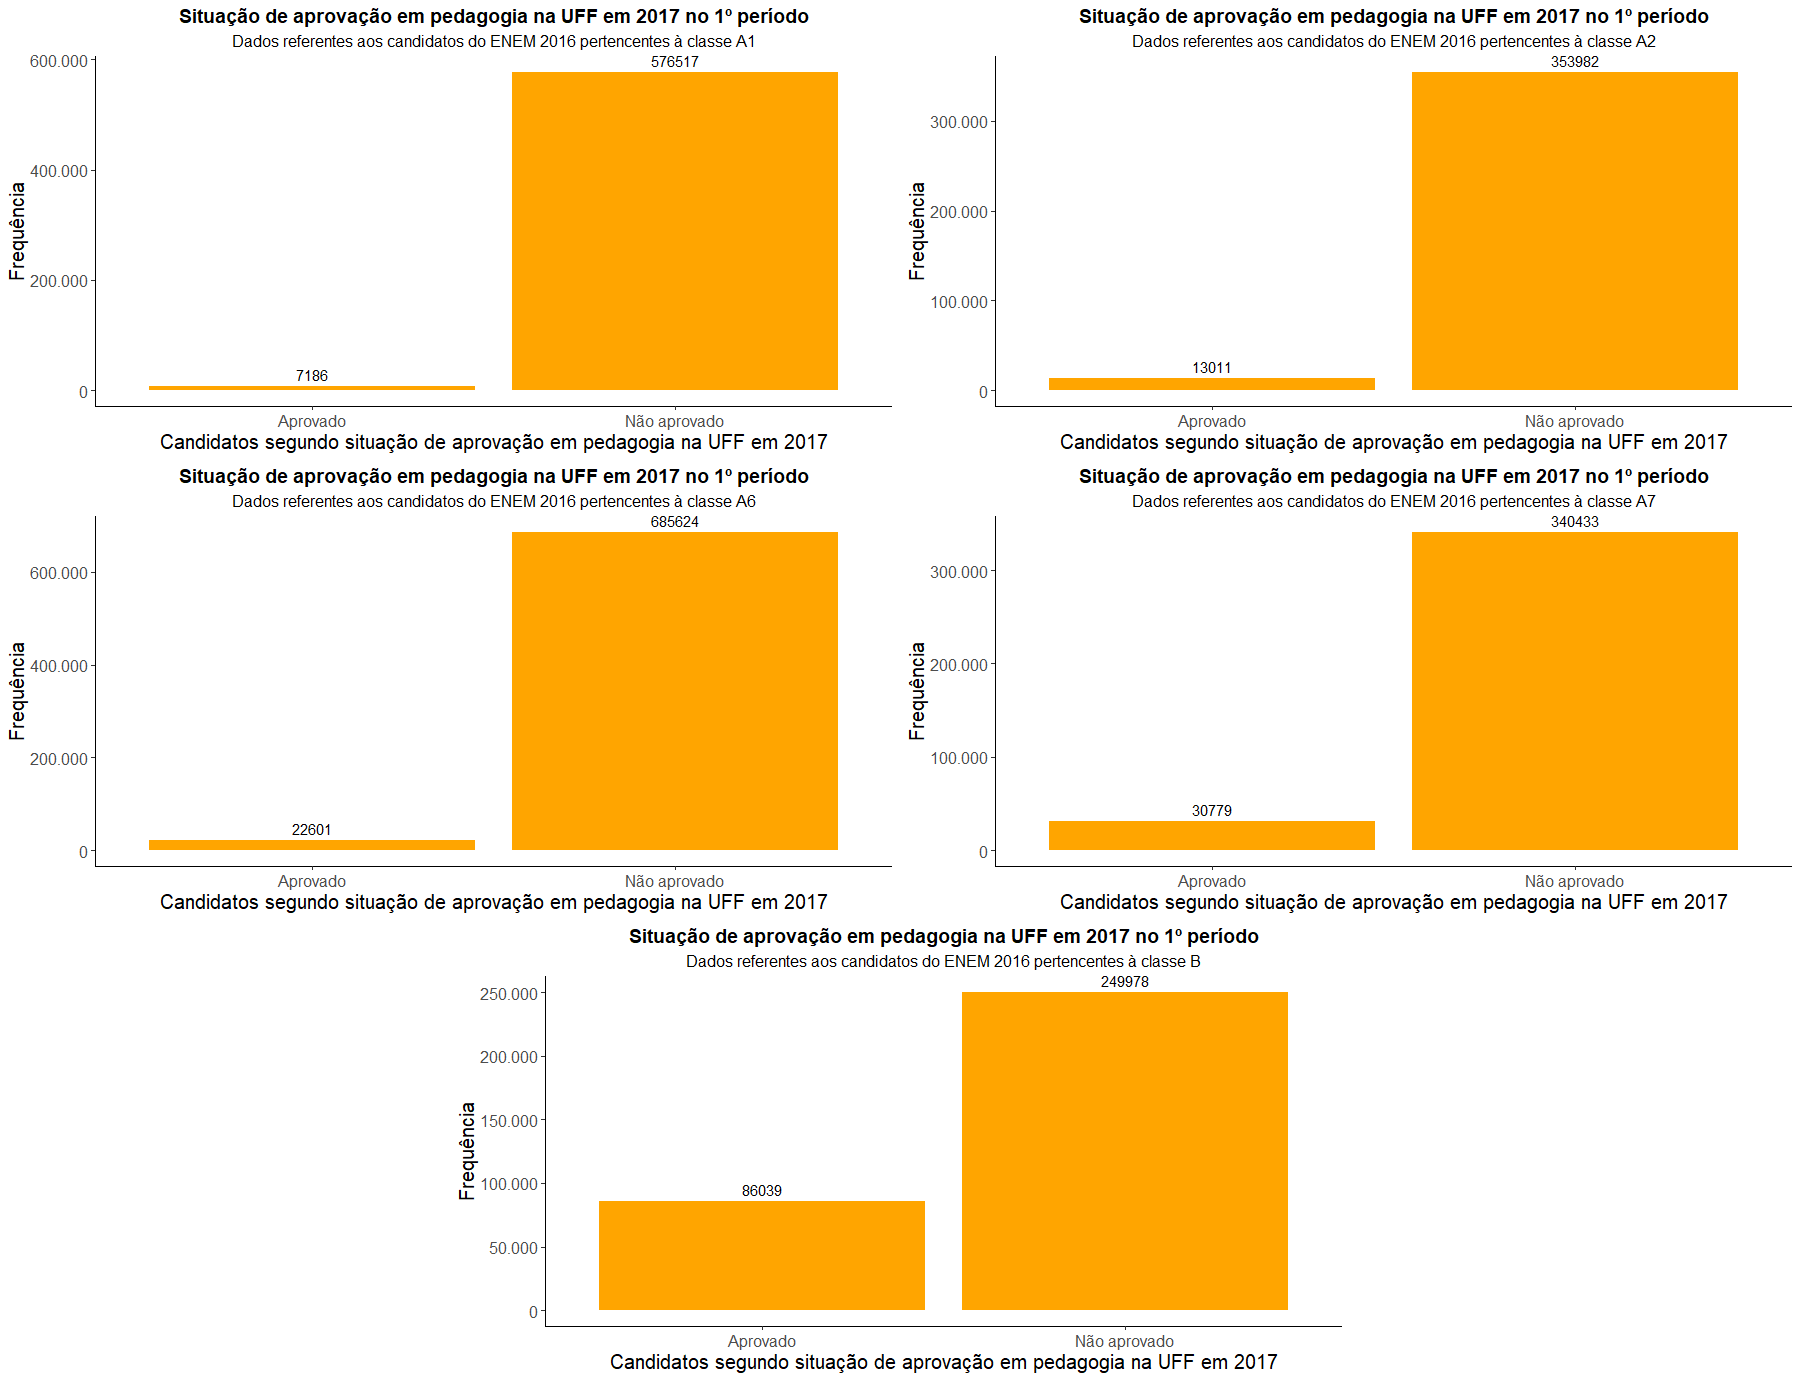 Situação de aprovação em pedagogia na UFF em 2017 no 1º período
Dados referentes aos candidatos do ENEM 2016 pertencentes à classe A1
576517
600.000
400.000
200.000
0
Frequência
7186
Aprovado
Não aprovado
Candidatos segundo situação de aprovação em pedagogia na UFF em 2017
Situação de aprovação em pedagogia na UFF em 2017 no 1º período
Dados referentes aos candidatos do ENEM 2016 pertencentes à classe A2
353982
300.000
200.000
100.000
0
Frequência
13011
Aprovado
Não aprovado
Candidatos segundo situação de aprovação em pedagogia na UFF em 2017
Situação de aprovação em pedagogia na UFF em 2017 no 1º período
Dados referentes aos candidatos do ENEM 2016 pertencentes à classe A6
685624
600.000
400.000
200.000
0
Frequência
22601
Aprovado
Não aprovado
Candidatos segundo situação de aprovação em pedagogia na UFF em 2017
Situação de aprovação em pedagogia na UFF em 2017 no 1º período
Dados referentes aos candidatos do ENEM 2016 pertencentes à classe A7
340433
300.000
200.000
100.000
0
Frequência
30779
Aprovado
Não aprovado
Candidatos segundo situação de aprovação em pedagogia na UFF em 2017
Situação de aprovação em pedagogia na UFF em 2017 no 1º período
Dados referentes aos candidatos do ENEM 2016 pertencentes à classe B
249978
250.000
200.000
150.000
100.000
50.000
0
Frequência
86039
Aprovado
Não aprovado
Candidatos segundo situação de aprovação em pedagogia na UFF em 2017